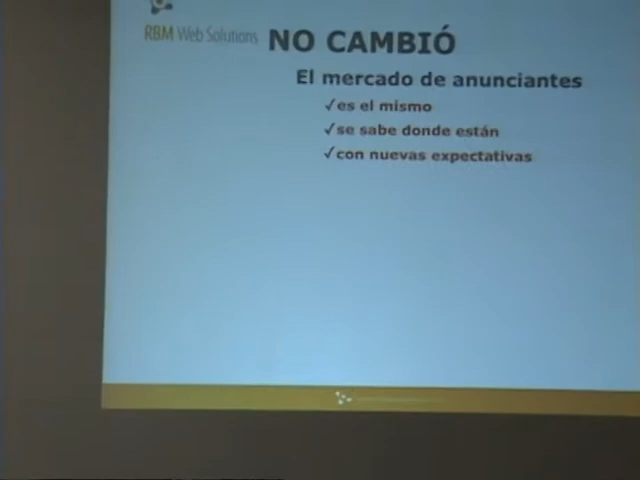 RBM Web Solutions
NO CAMBIÓ
El mercado de anunciantes
✓es el mismo
✓se sabe donde están
✓con nuevas expectativas